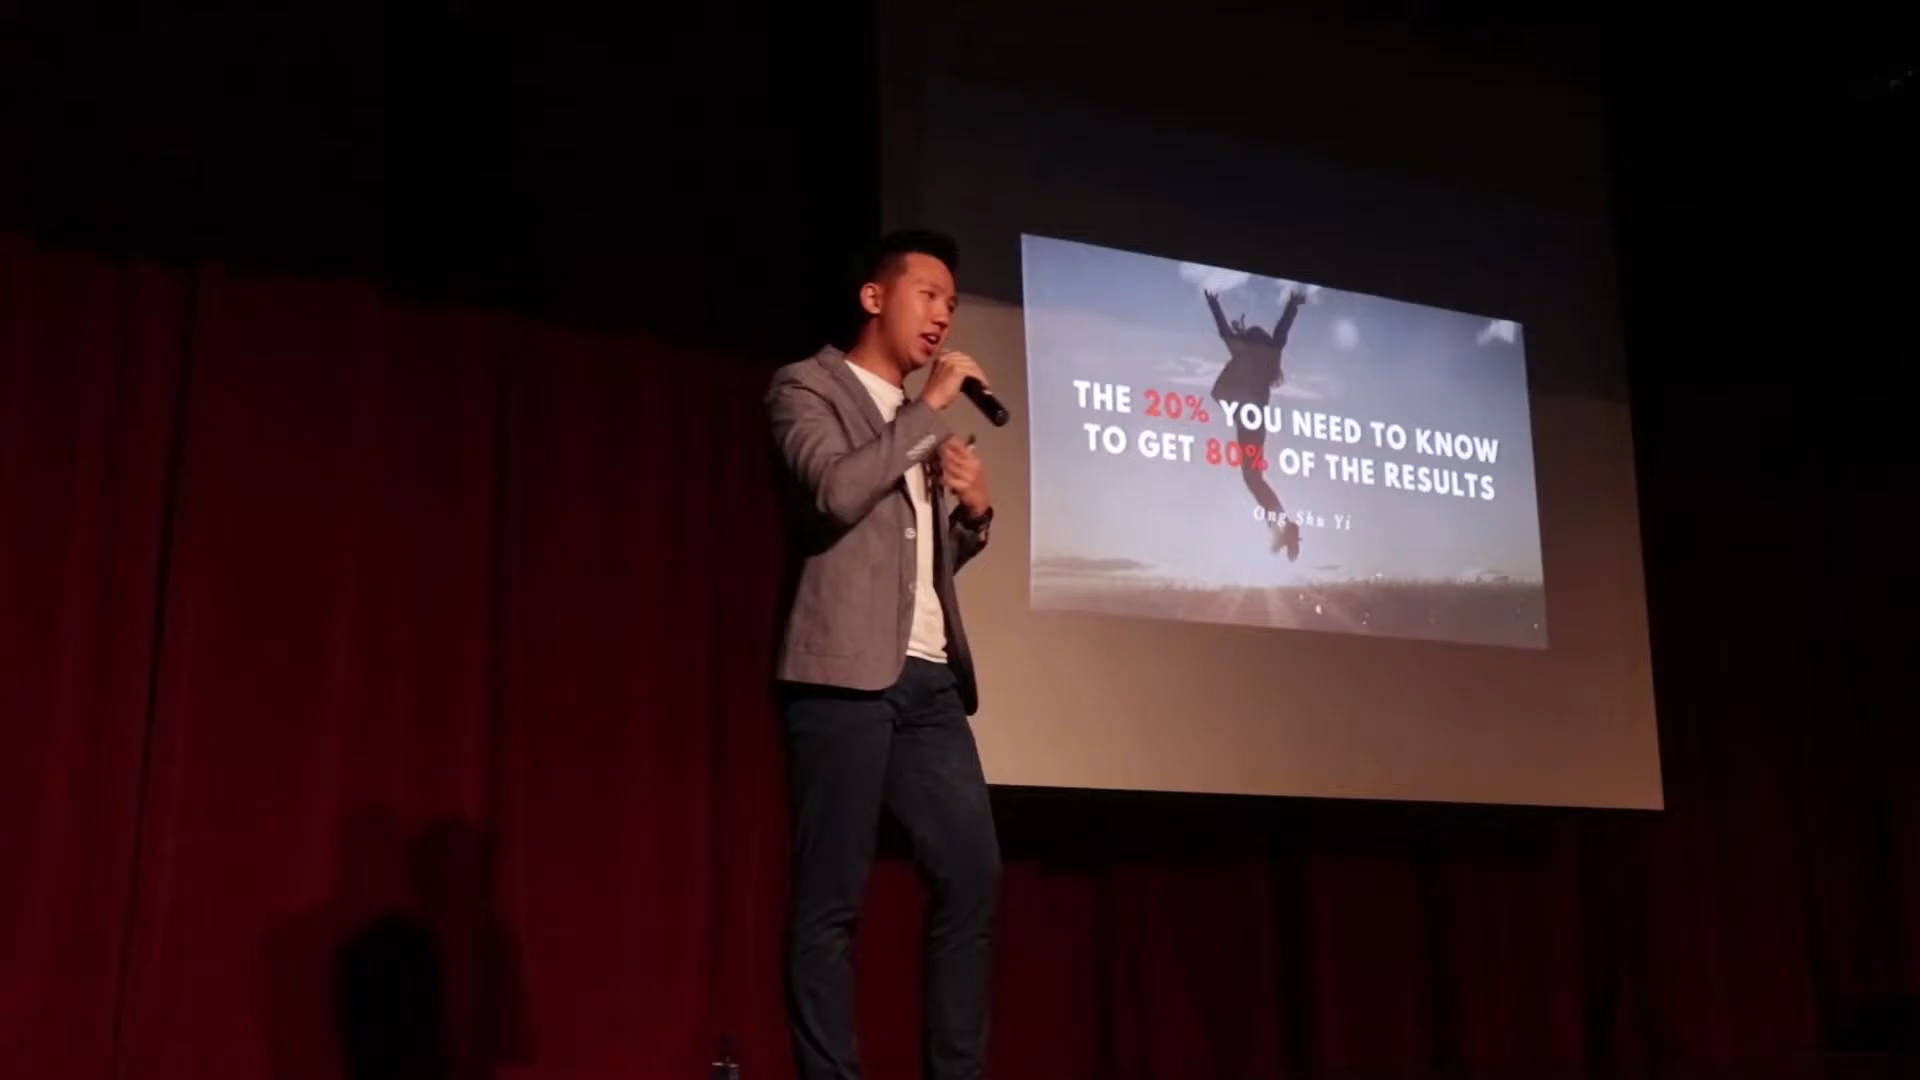 THE 20% YOU NEED TO KNOW
TO GET 80% OF THE RESULTS
Ong Shu Yi